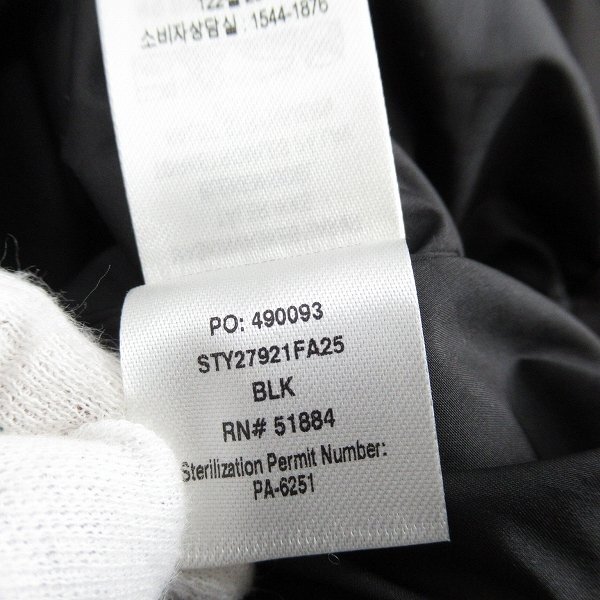 소비자상담실 : 1544-1876
PO: 490093
STY27921FA25
BLK
RN# 51884
Sterilization Permit Number:
PA-6251